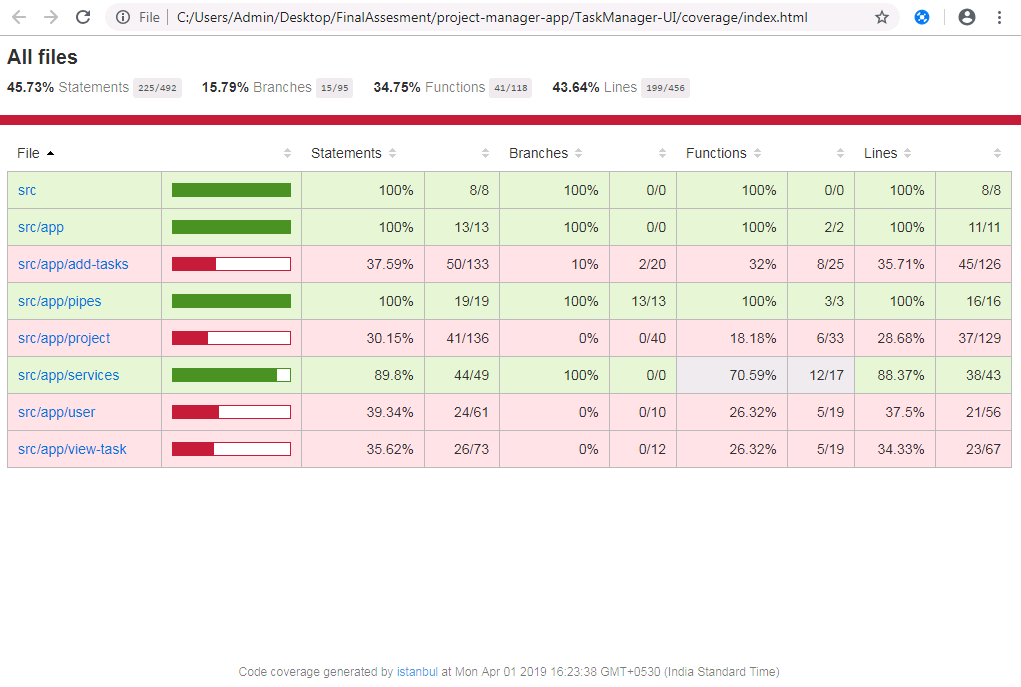 File C:/Users/Admin/Desktop/FinalAssesment/project-manager-app/TaskManager-UI/coverage/index.html
All files
45.73% Statements 225/492 15.79% Branches 15/95 34.75% Functions 41/118 43.64% Lines 199/456
File Statements Branches Functions Lines
src 100% 8/8 100% 0/0 100% 0/0 100% 8/8
src/app 100% 13/13 100% 0/0 100% 2/2 100% 11/11
src/app/add-tasks 37.59% 50/133 10% 2/20 32% 8/25 35.71% 45/126
src/app/pipes 100% 19/19 100% 13/13 100% 3/3 100% 16/16
src/app/project 30.15% 41/136 0% 0/40 18.18% 6/33 28.68% 37/129
src/app/services 89.8% 44/49 100% 0/0 70.59% 12/17 88.37% 38/43
src/app/user 39.34% 24/61 0% 0/10 26.32% 5/19 37.5% 21/56
src/app/view-task 35.62% 26/73 0% 0/12 26.32% 5/19 34.33% 23/67
Code coverage generated by istanbul at Mon Apr 01 2019 16:23:38 GMT+0530 (India Standard Time)